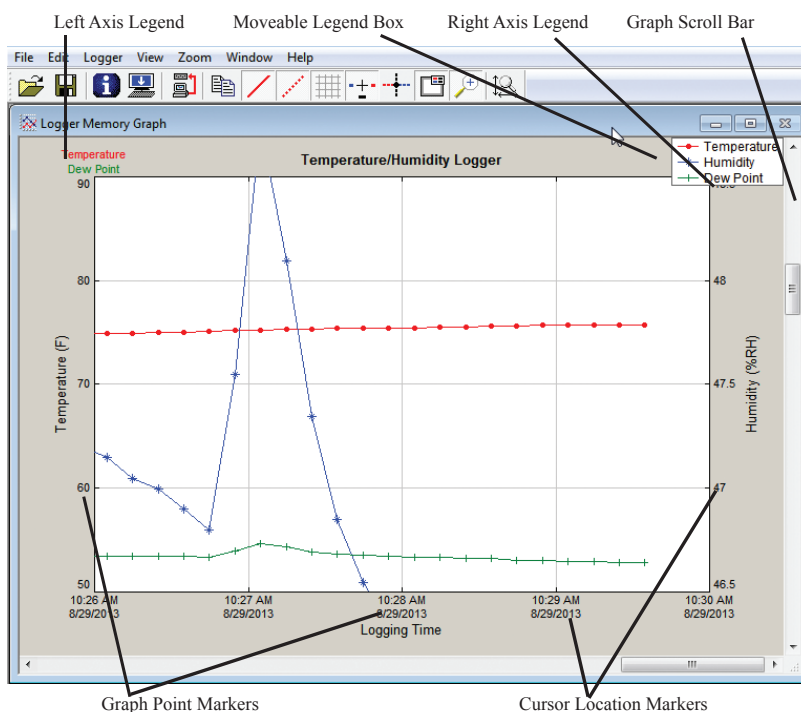 Left Axis Legend
Moveable Legend Box
Right Axis Legend
Graph Scroll Bar
File Edit Logger View Zoom Window Help
Logger Memory Graph
Temperature
Dew Point
Temperature/Humidity Logger
Temperature
Humidity
Dew Point
90
80
70
60
50
Temperature (F)
48
47.5
47
46.5
Humidity (%RH)
10:26 AM
8/29/2013
10:27 AM
8/29/2013
10:28 AM
8/29/2013
10:29 AM
8/29/2013
10:30 AM
8/29/2013
Logging Time
Graph Point Markers
Cursor Location Markers